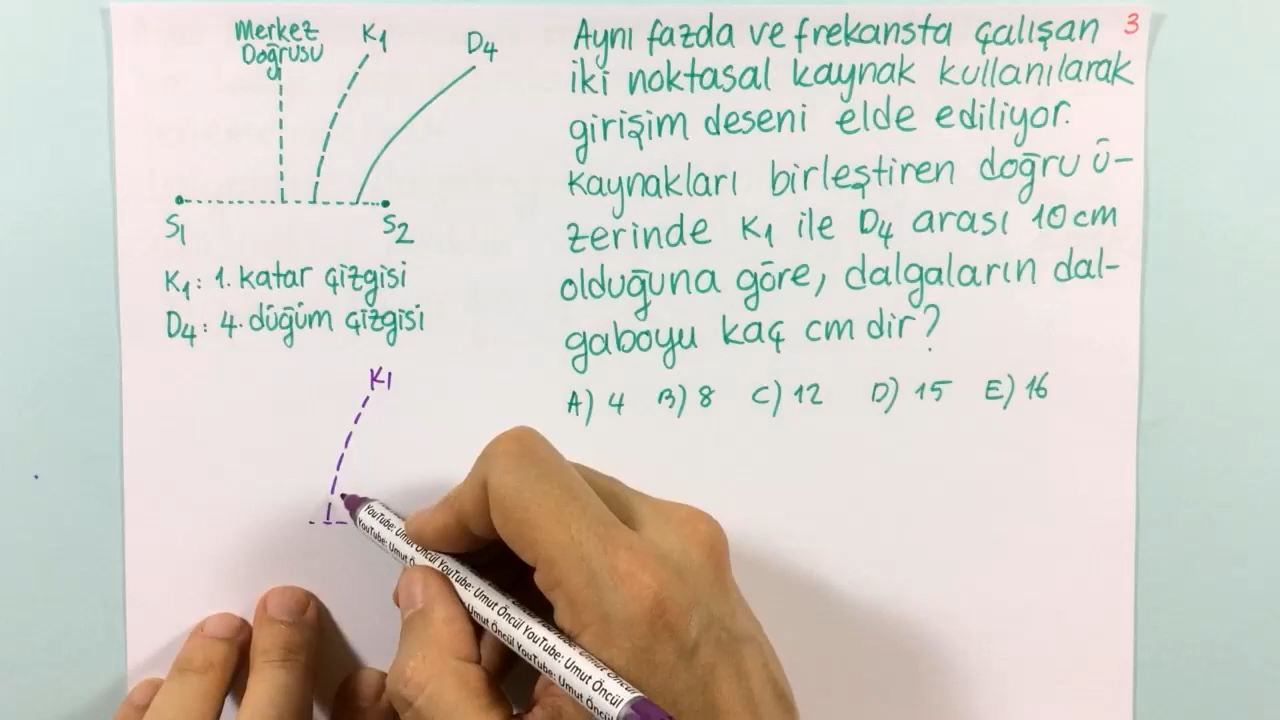 Merkez
Doğrusu
K1
D4
S1
S2
K1: 1. katar çizgisi
D4: 4. düğüm çizgisi
Aynı fazda ve frekansta çalışan
iki noktasal kaynak kullanılarak
girişim deseni elde ediliyor.
Kaynakları birleştiren doğru ü-
zerinde K1 ile D4 arası 10 cm
olduğuna göre, dalgaların dal-
gaboyu kaç cm dir?
A) 4 B) 8 C) 12 D) 15 E) 16
3
K1
YouTube: Umut Öncül YouTube: Umut Öncül YouTube: Umut Öncül